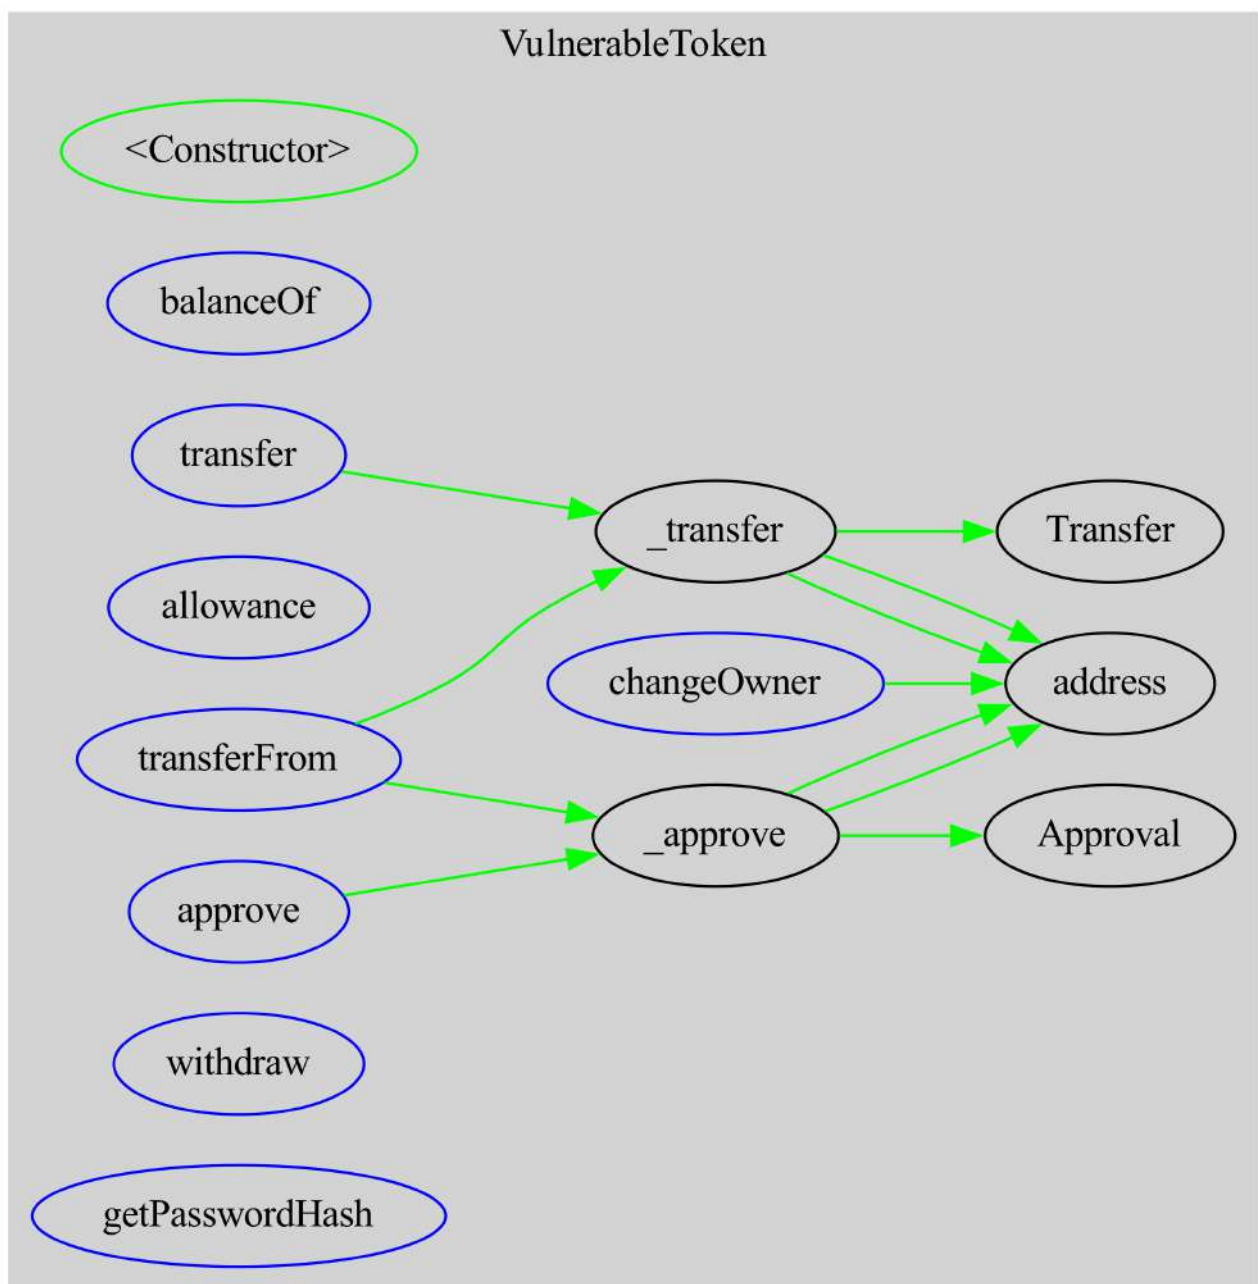 VulnerableToken
<Constructor>
balanceOf
transfer
_transfer
Transfer
allowance
changeOwner
address
transferFrom
_approve
Approval
approve
withdraw
getPasswordHash